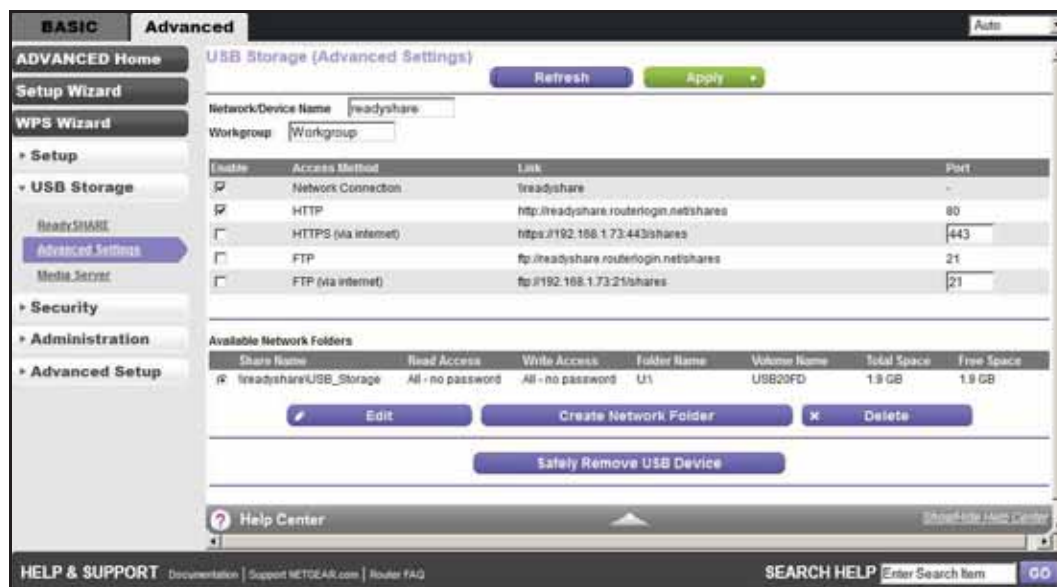 BASIC
Advanced
Auto
ADVANCED Home
Setup Wizard
WPS Wizard
Setup
USB Storage
ReadySHARE
Advanced Settings
Media Server
Security
Administration
Advanced Setup
USB Storage (Advanced Settings)
Refresh
Apply
Network/Device Name readyshare
Workgroup Workgroup
Enable Access Method Link Port
Network Connection \\readyshare -
HTTP http://readyshare.routerlogin.net/shares 80
HTTPS (via internet) https://192.168.1.73:443/shares 443
FTP ftp://readyshare.routerlogin.net/shares 21
FTP (via internet) ftp://192.168.1.73:21/shares 21
Available Network Folders
Share Name Read Access Write Access Folder Name Volume Name Total Space Free Space
\\readyshare\USB_Storage All - no password All - no password U:\ USB20FD 1.9 GB 1.9 GB
Edit
Create Network Folder
Delete
Safely Remove USB Device
Help Center
Show/Hide Help Center
HELP & SUPPORT Documentation | Support NETGEAR.com | Router FAQ
SEARCH HELP Enter Search Item GO